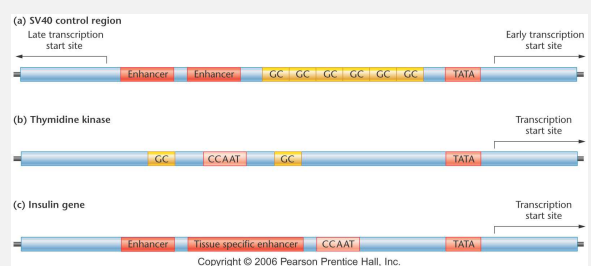 (a) SV40 control region
Late transcription
start site
Early transcription
start site
Enhancer Enhancer GC GC GC GC GC GC TATA
(b) Thymidine kinase
Transcription
start site
GC CCAAT GC TATA
(c) Insulin gene
Transcription
start site
Enhancer Tissue specific enhancer CCAAT TATA
Copyright © 2006 Pearson Prentice Hall, Inc.